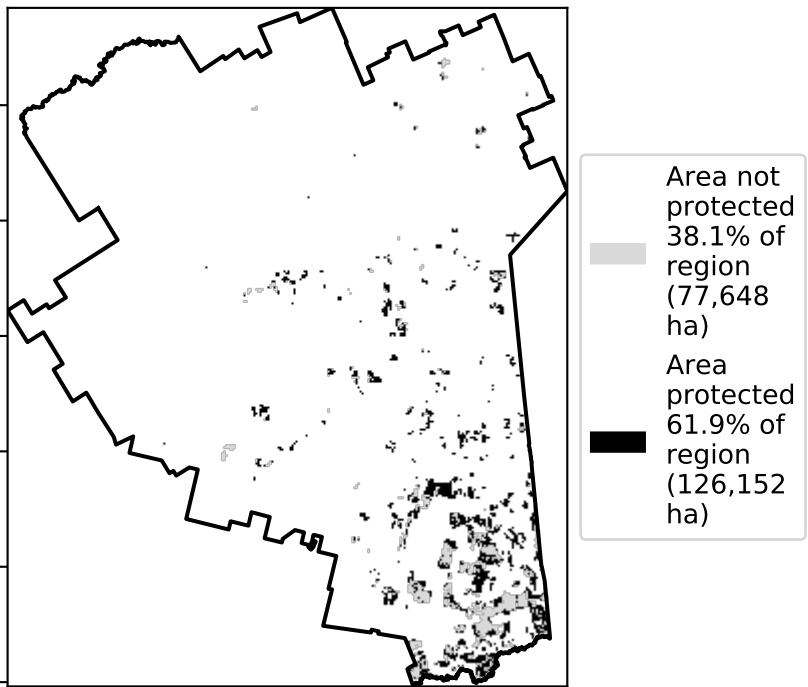 Area not
protected
38.1% of
region
(77,648
ha)
Area
protected
61.9% of
region
(126,152
ha)